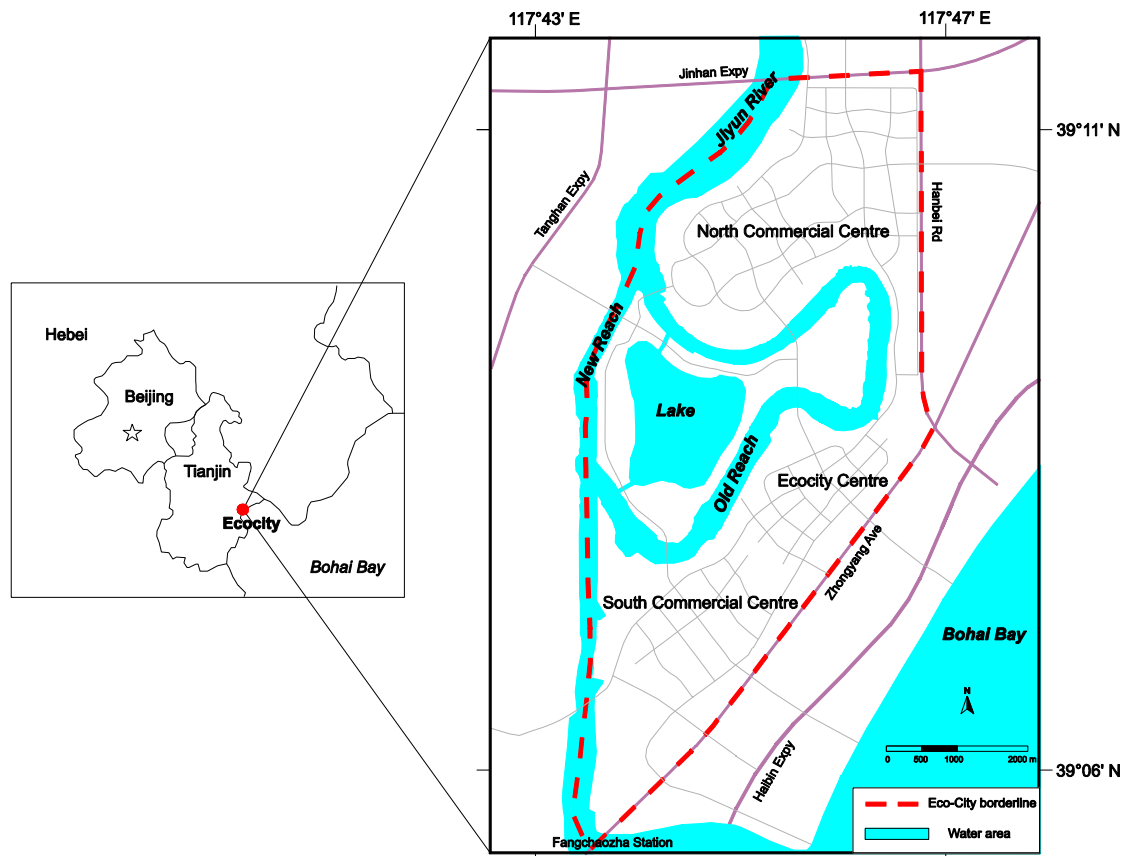 117°43' E
117°47' E
Jinhan Expy
Jiyun River
39°11' N
Tanghan Expy
Hanbei Rd
North Commercial Centre
Hebei
New Reach
Beijing
Lake
Old Reach
Tianjin
Ecocity Centre
Ecocity
Zhongyang Ave
Bohai Bay
South Commercial Centre
Bohai Bay
N
0 500 1000 2000 m
Haibin Expy
39°06' N
Eco-City borderline
Water area
Fangchaozha Station